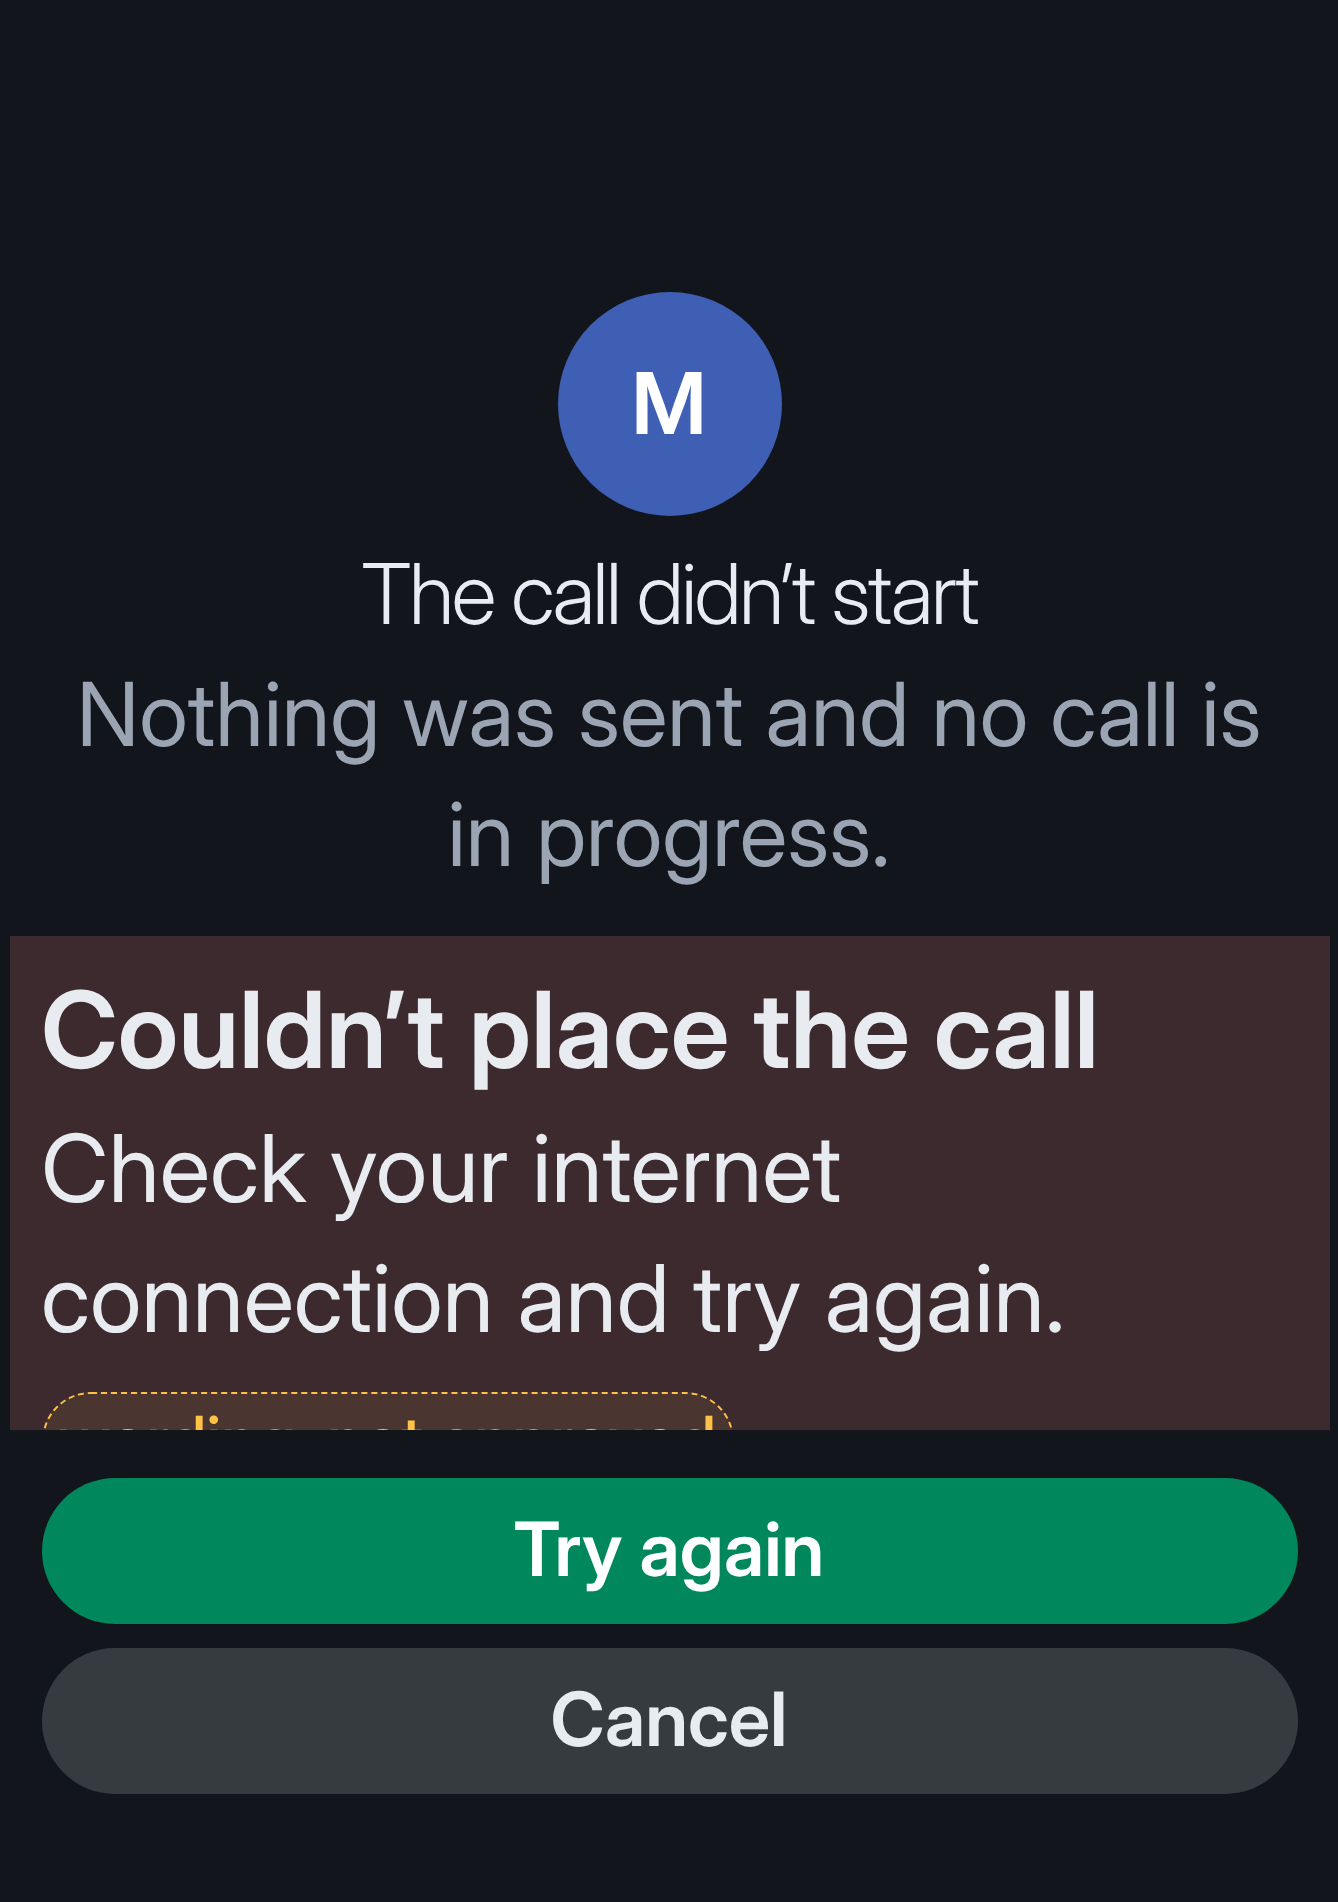 M
The call didn’t start
Nothing was sent and no call is
in progress.
Couldn’t place the call
Check your internet
connection and try again.
Try again
Cancel